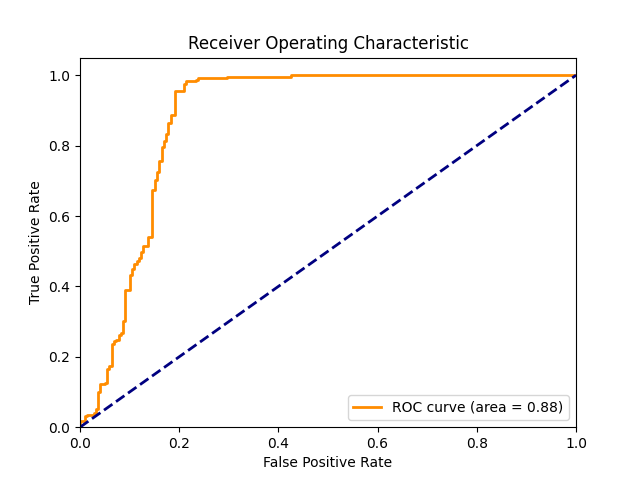 Receiver Operating Characteristic
1.0
0.8
0.6
0.4
0.2
0.0
True Positive Rate
0.0 0.2 0.4 0.6 0.8 1.0
False Positive Rate
ROC curve (area = 0.88)